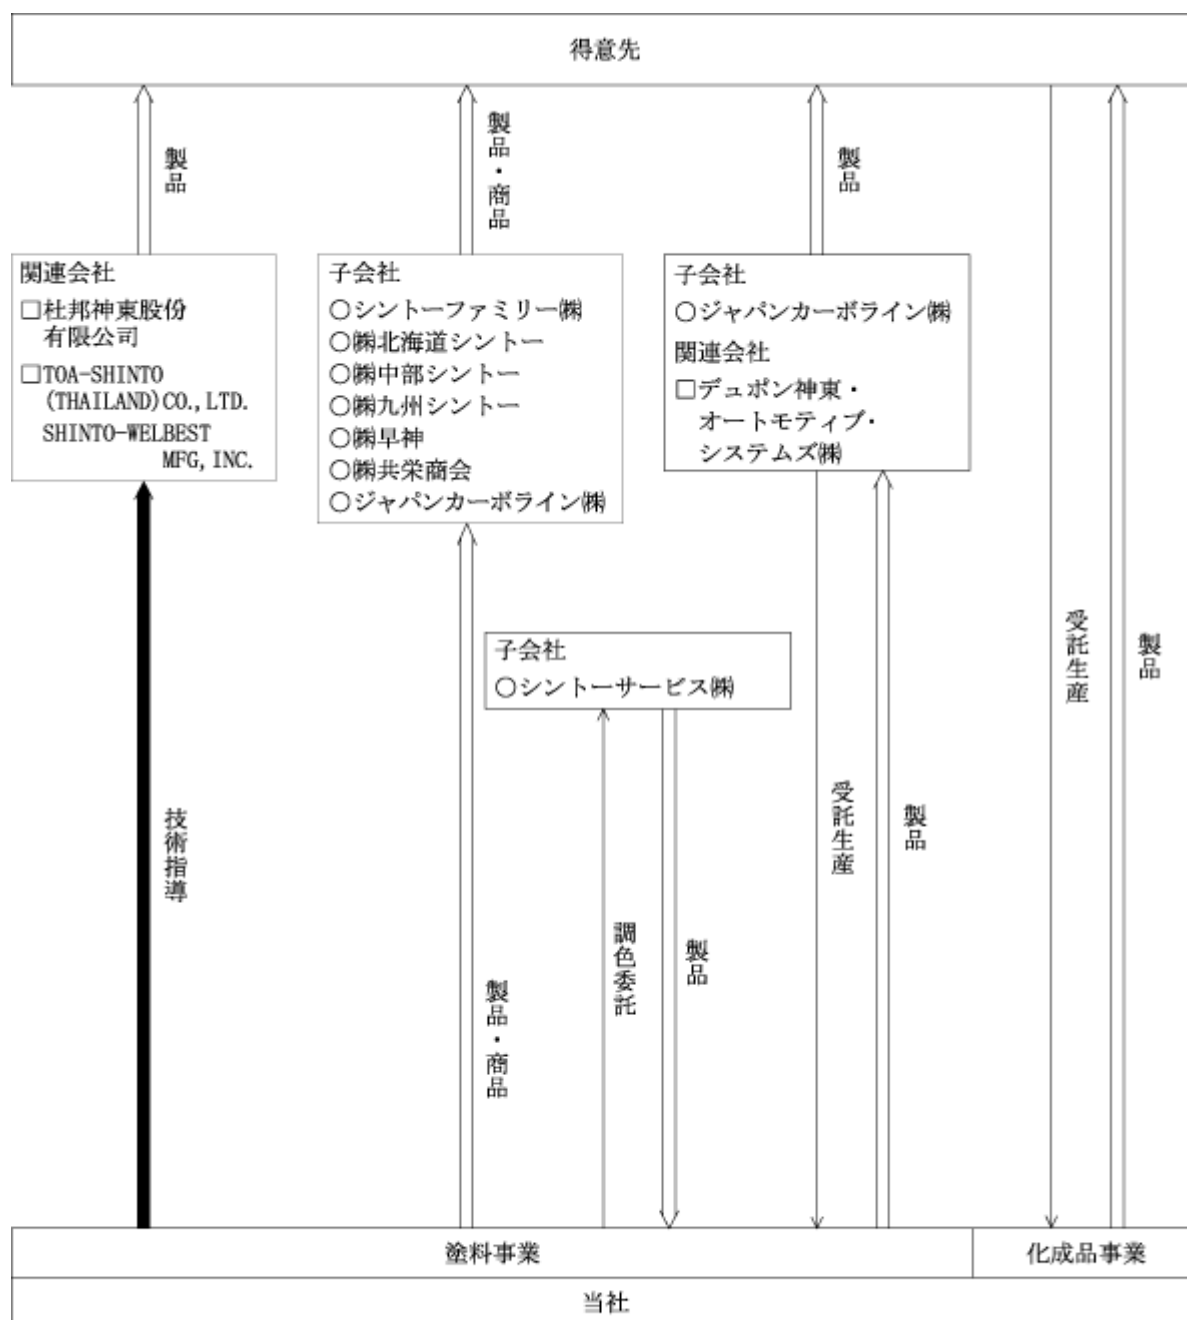 得意先
製品
製品・商品
製品
関連会社
□杜邦神東股份
有限公司
□TOA-SHINTO
(THAILAND)CO.,LTD.
SHINTO-WELBEST
MFG,INC.
子会社
○シントーファミリー㈱
○㈱北海道シントー
○㈱中部シントー
○㈱九州シントー
○㈱早神
○㈱共栄商会
○ジャパンカーボライン㈱
子会社
○ジャパンカーボライン㈱
関連会社
□デュポン神東・
オートモティブ・
システムズ㈱
子会社
○シントーサービス㈱
技術指導
製品・商品
調色委託
製品
受託生産
製品
受託生産
製品
塗料事業
化成品事業
当社